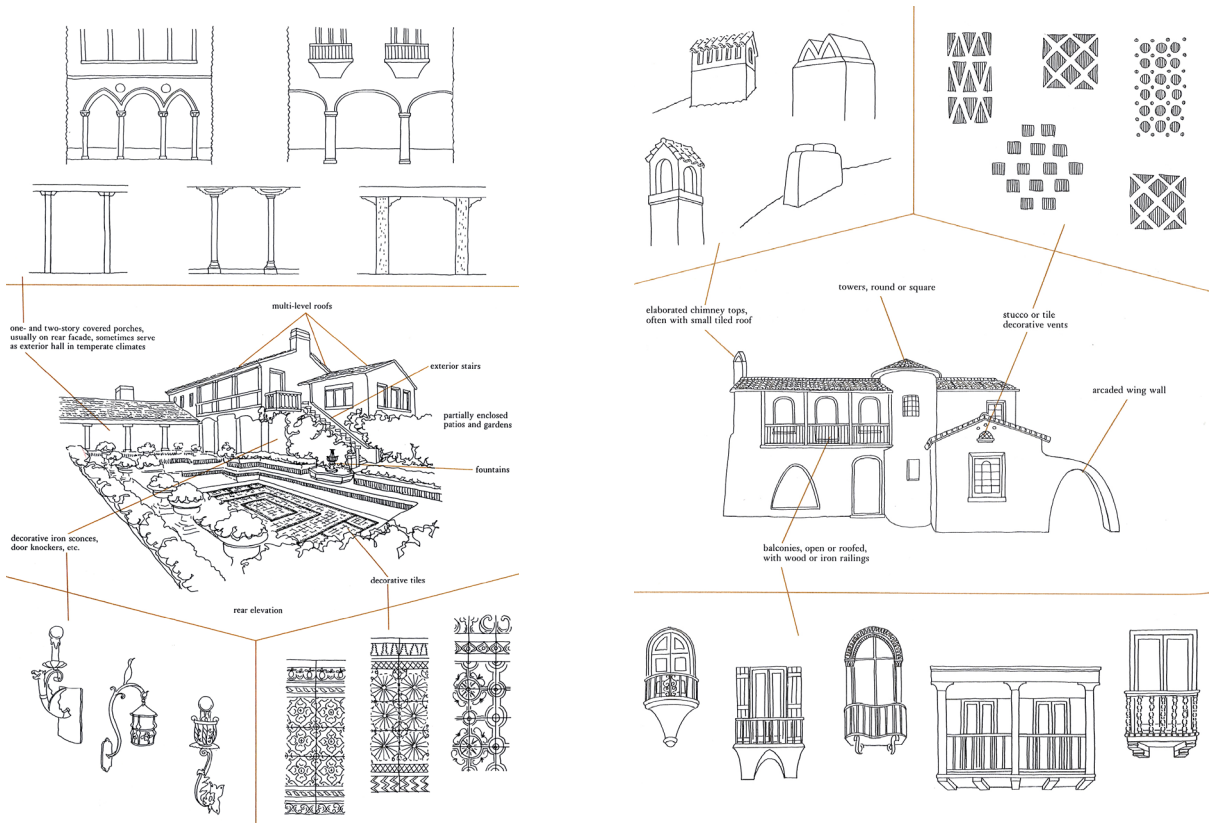 multi-level roofs
one- and two-story covered porches,
usually on rear facade, sometimes serve
as exterior hall in temperate climates
exterior stairs
partially enclosed
patios and gardens
fountains
decorative iron sconces,
door knockers, etc.
decorative tiles
rear elevation
towers, round or square
elaborated chimney tops,
often with small tiled roof
stucco or tile
decorative vents
arcaded wing wall
balconies, open or roofed,
with wood or iron railings